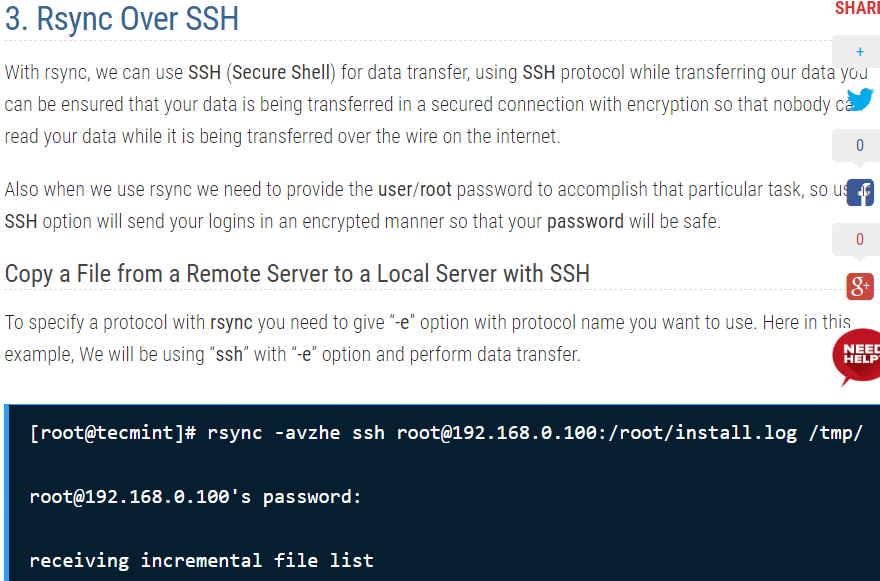 3. Rsync Over SSH
SHARE
+
With rsync, we can use SSH (Secure Shell) for data transfer, using SSH protocol while transferring our data you
can be ensured that your data is being transferred in a secured connection with encryption so that nobody can
read your data while it is being transferred over the wire on the internet.
0
Also when we use rsync we need to provide the user/root password to accomplish that particular task, so
SSH option will send your logins in an encrypted manner so that your password will be safe.
0
Copy a File from a Remote Server to a Local Server with SSH
g+
To specify a protocol with rsync you need to give “-e” option with protocol name you want to use. Here in this
example, We will be using “ssh” with “-e” option and perform data transfer.
NEED
HELP
[root@tecmint]# rsync -avzhe ssh root@192.168.0.100:/root/install.log /tmp/
root@192.168.0.100's password:
receiving incremental file list